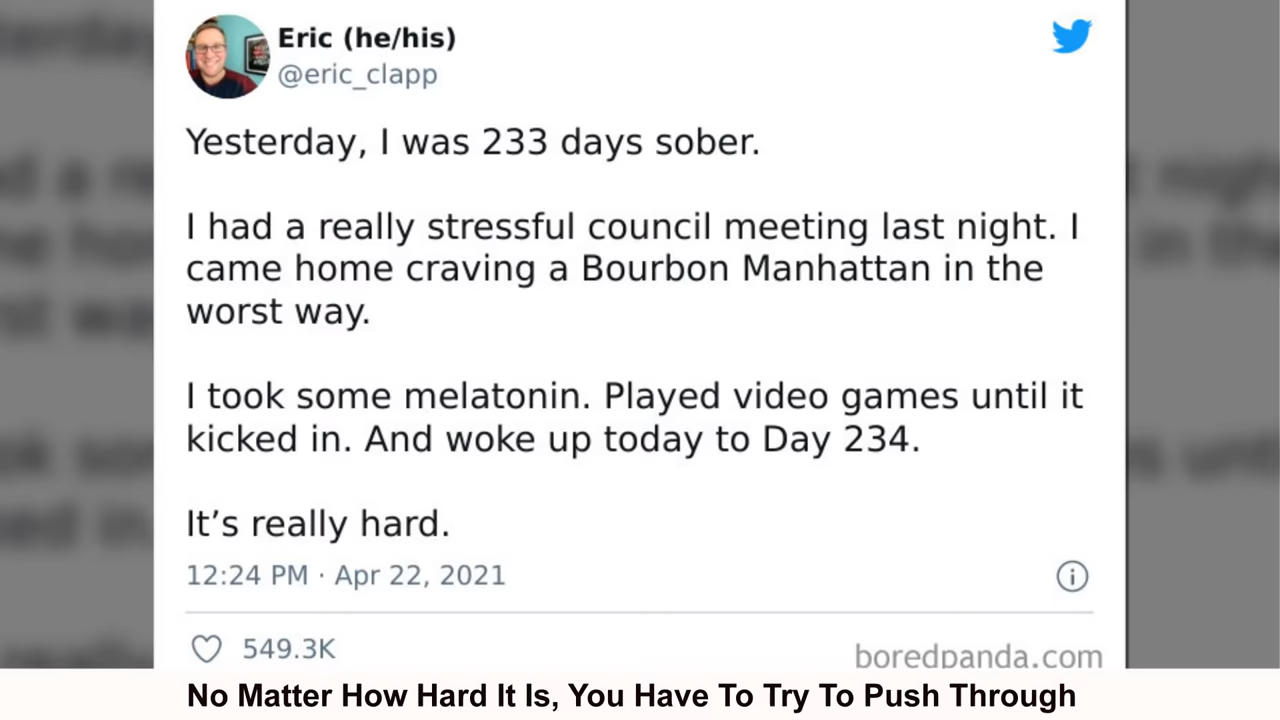 Eric (he/his)
@eric_clapp
Yesterday, I was 233 days sober.
I had a really stressful council meeting last night. I
came home craving a Bourbon Manhattan in the
worst way.
I took some melatonin. Played video games until it
kicked in. And woke up today to Day 234.
It’s really hard.
12:24 PM · Apr 22, 2021
549.3K
boredpanda.com
No Matter How Hard It Is, You Have To Try To Push Through